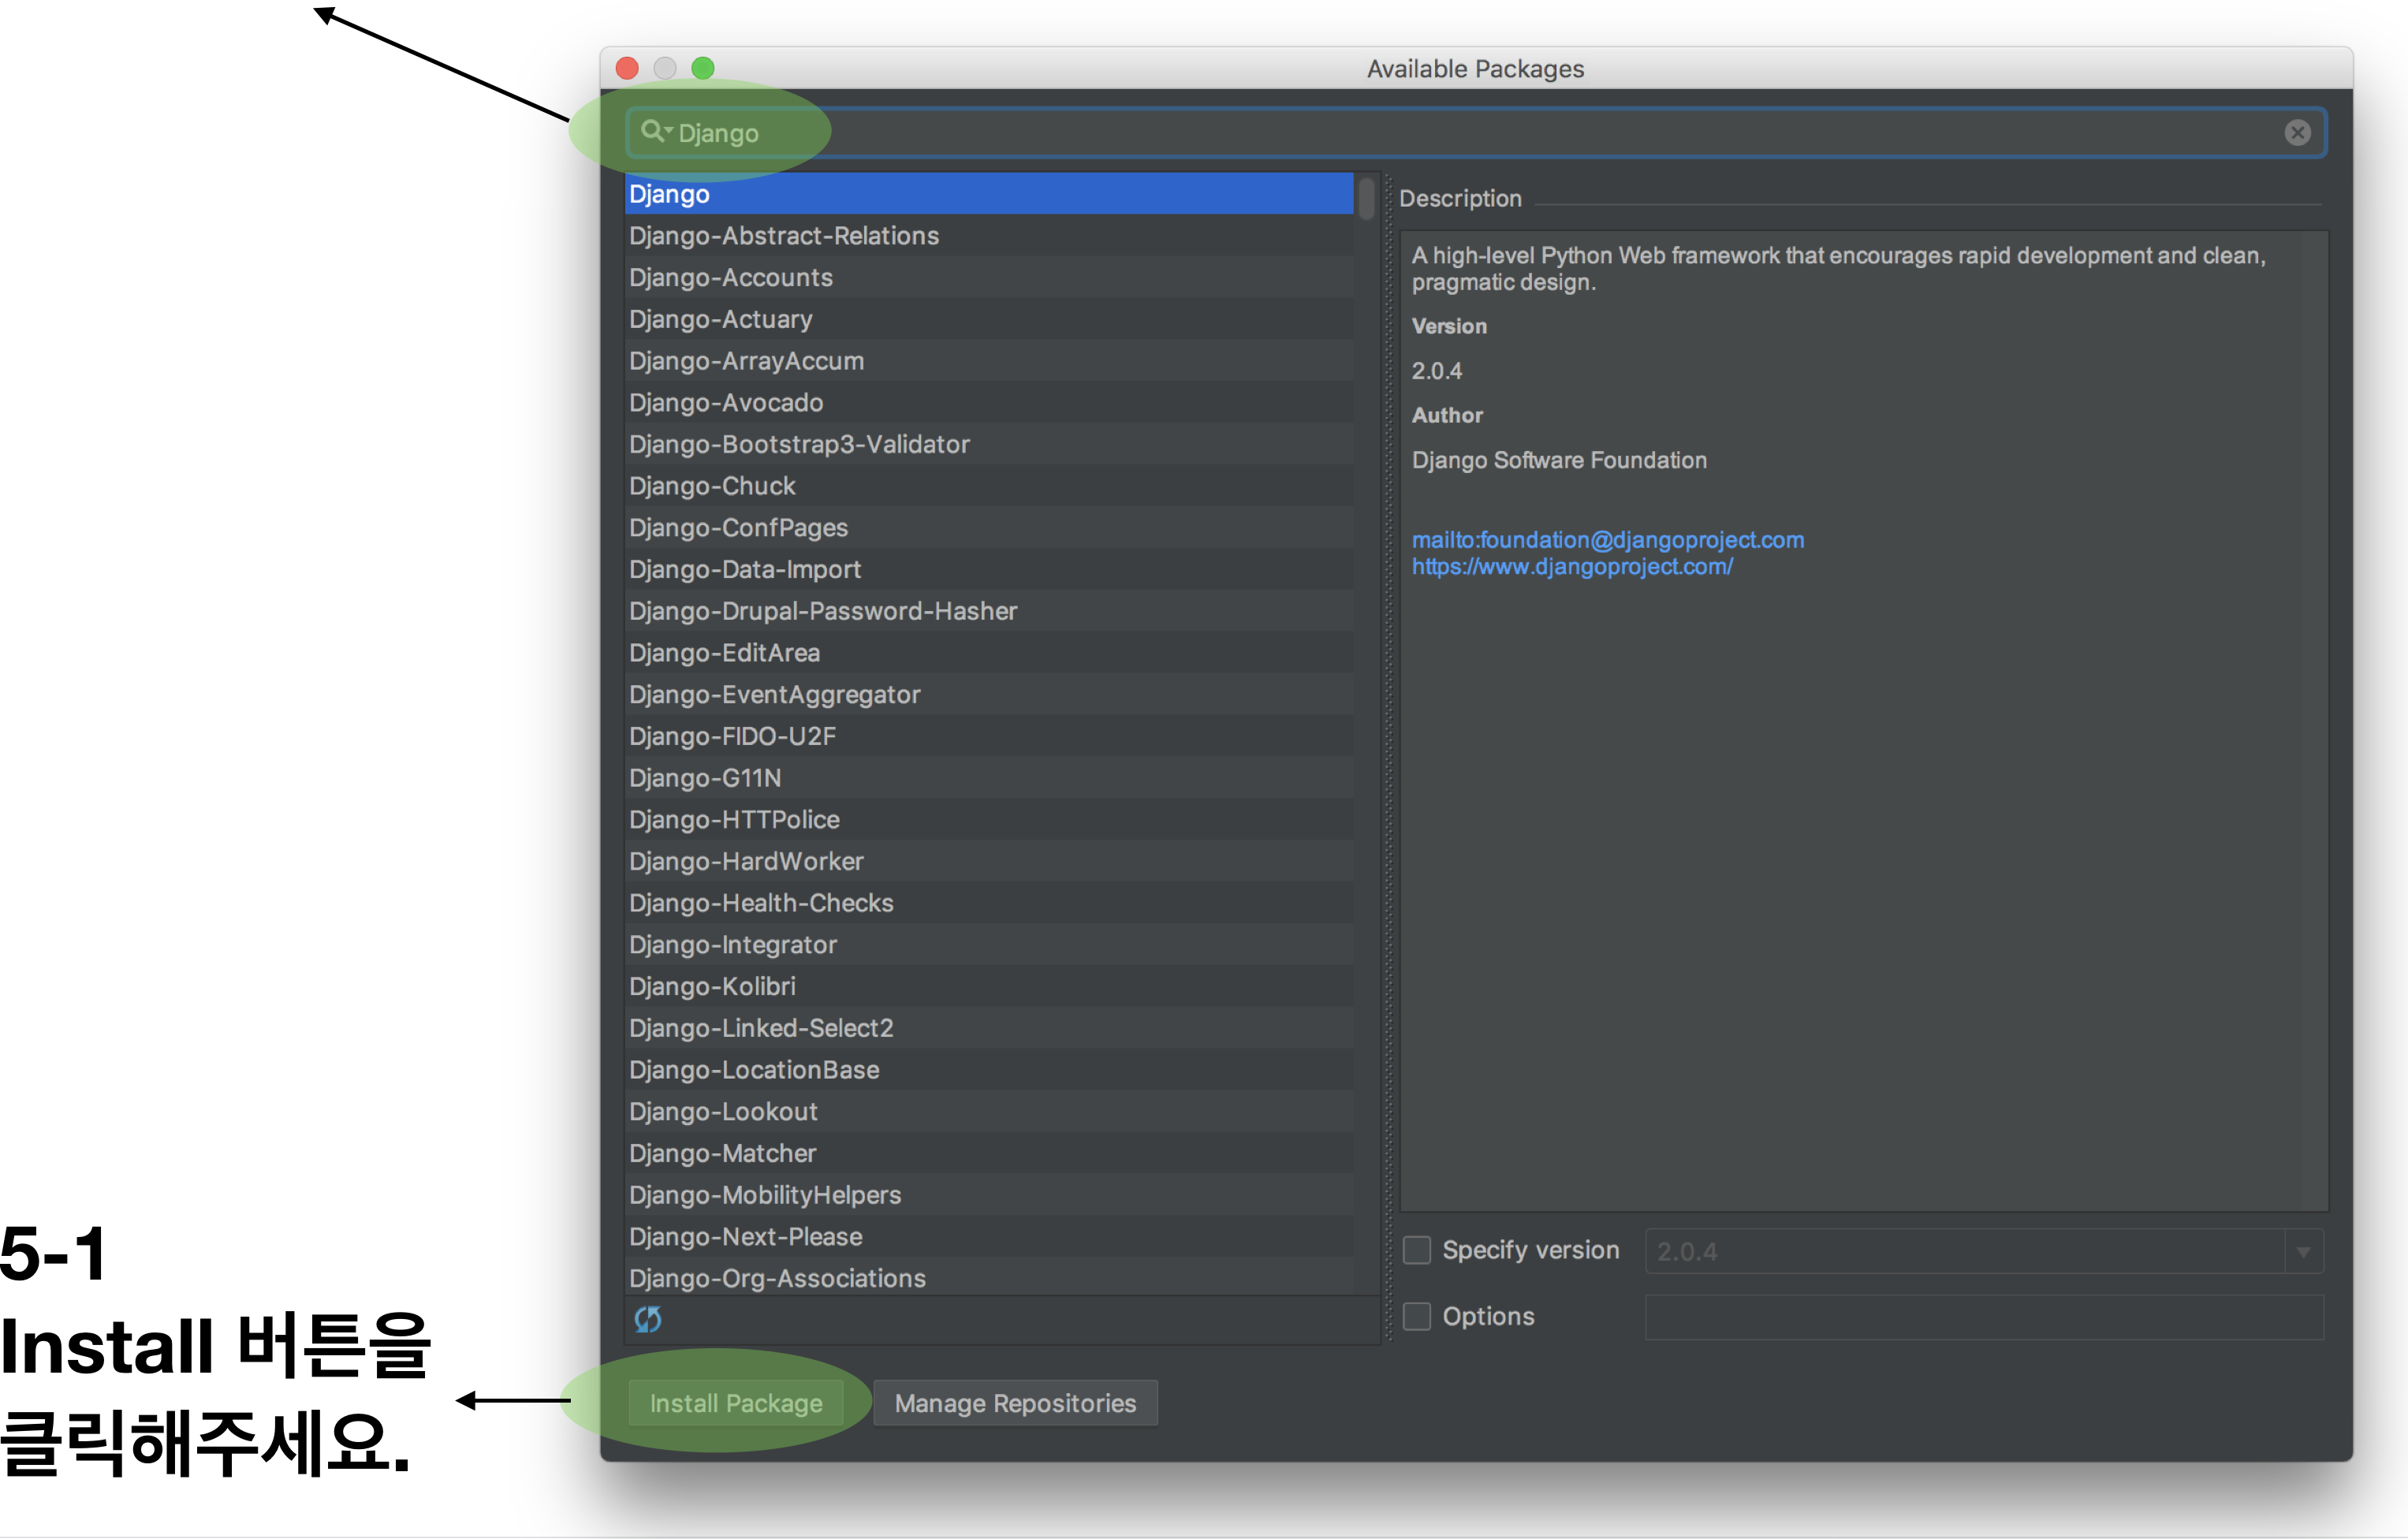 Available Packages
Django
Django
Django-Abstract-Relations
Django-Accounts
Django-Actuary
Django-ArrayAccum
Django-Avocado
Django-Bootstrap3-Validator
Django-Chuck
Django-ConfPages
Django-Data-Import
Django-Drupal-Password-Hasher
Django-EditArea
Django-EventAggregator
Django-FIDO-U2F
Django-G11N
Django-HTTPolice
Django-HardWorker
Django-Health-Checks
Django-Integrator
Django-Kolibri
Django-Linked-Select2
Django-LocationBase
Django-Lookout
Django-Matcher
Django-MobilityHelpers
Django-Next-Please
Django-Org-Associations
Description
A high-level Python Web framework that encourages rapid development and clean,
pragmatic design.
Version
2.0.4
Author
Django Software Foundation
mailto:foundation@djangoproject.com
https://www.djangoproject.com/
Specify version
2.0.4
Options
Install Package
Manage Repositories
5-1
Install 버튼을
클릭해주세요.